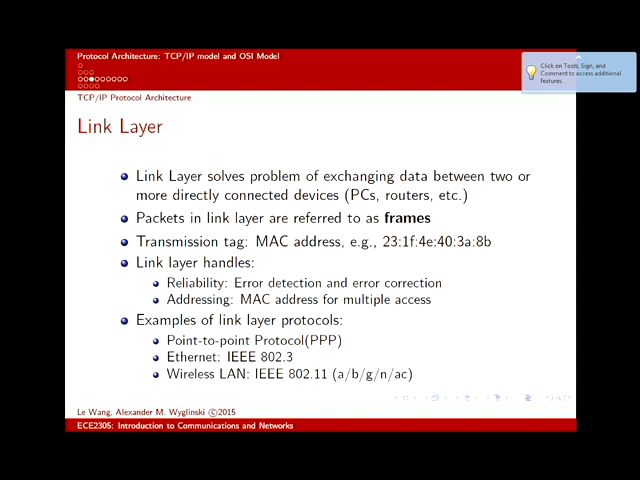 Protocol Architecture: TCP/IP model and OSI Model
Click on Tools, Sign, and
Comment to access additional
features.
TCP/IP Protocol Architecture
Link Layer
Link Layer solves problem of exchanging data between two or
more directly connected devices (PCs, routers, etc.)
Packets in link layer are referred to as frames
Transmission tag: MAC address, e.g., 23:1f:4e:40:3a:8b
Link layer handles:
Reliability: Error detection and error correction
Addressing: MAC address for multiple access
Examples of link layer protocols:
Point-to-point Protocol(PPP)
Ethernet: IEEE 802.3
Wireless LAN: IEEE 802.11 (a/b/g/n/ac)
Le Wang, Alexander M. Wyglinski ©2015
ECE2305: Introduction to Communications and Networks